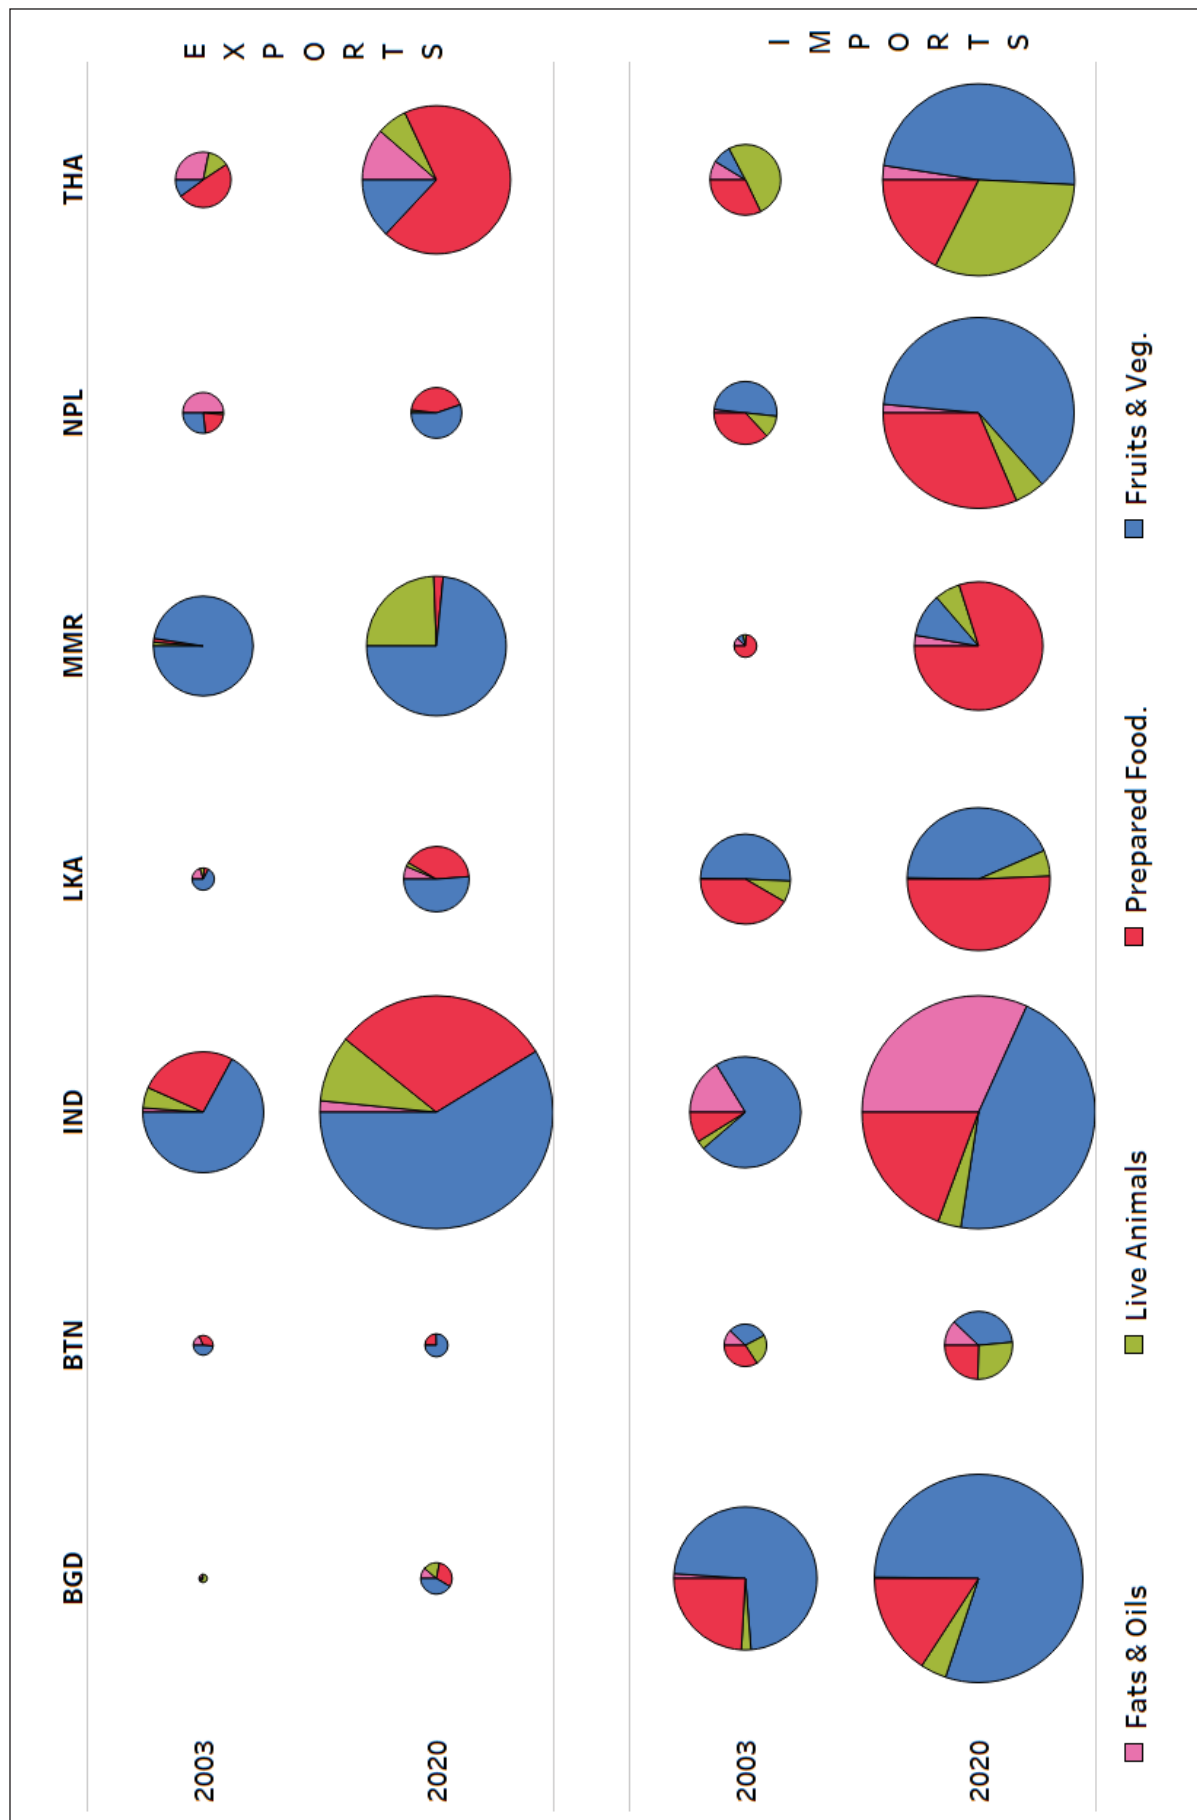 BGD BTN IND LKA MMR NPL THA
2003
2020
EXPORTS
2003
2020
IMPORTS
Fats & Oils Live Animals Prepared Food. Fruits & Veg.